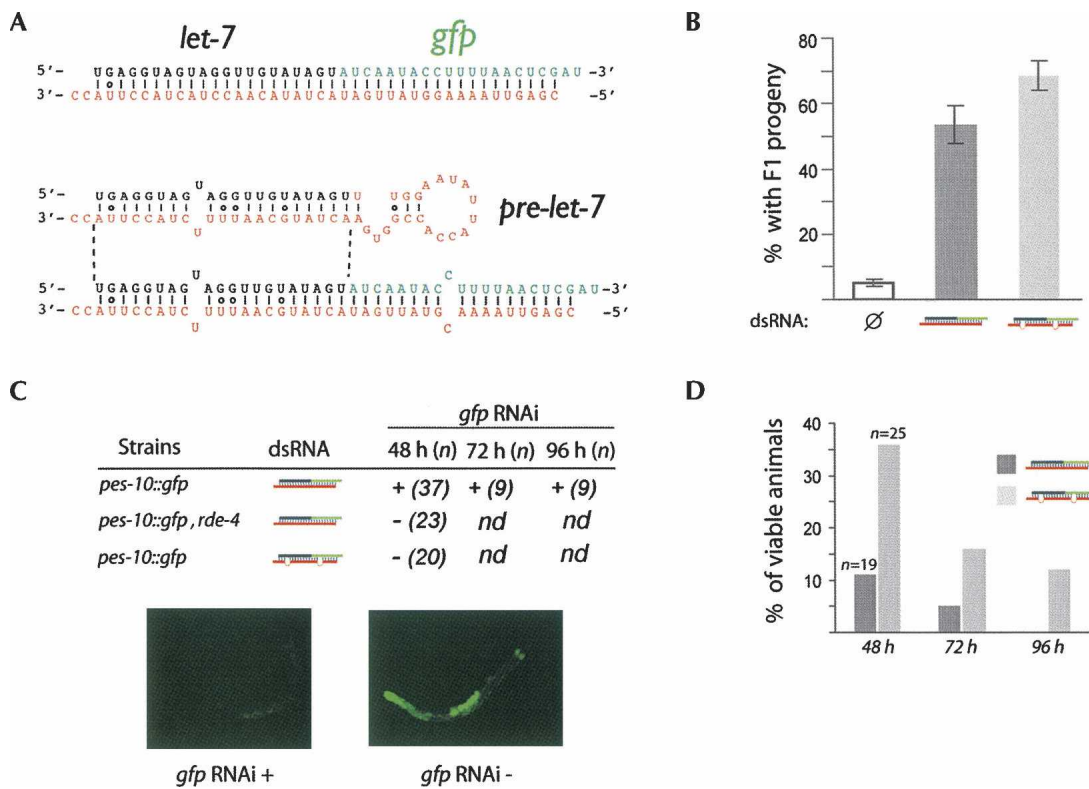 A
let-7
gfp
5'- UGAGGUAGUAGGUUGUAUAGUAUCAAUACCUUUUAACUCGAU -3'
3'- CCAUUCCAUCAUCCAACAUAUCAUAGUUAUGGAAAAUUGAGC -5'
5'- UGAGGUAG U AGGUUGUAUAGUU U UGG AAUA U U
3'- CCAUUCCAUC U UUUAACGUAUCAA G U G G CC A CCA U
pre-let-7
5'- UGAGGUAG U AGGUUGUAUAGUAUCAAUAC C UUUUAACUCGAU -3'
3'- CCAUUCCAUC U UUUAACGUAUCAUAGUUAUG C AAAAUUGAGC -5'
B
% with F1 progeny
80
60
40
20
dsRNA: Ø
C
gfp RNAi
Strains dsRNA 48 h (n) 72 h (n) 96 h (n)
pes-10::gfp + (37) + (9) + (9)
pes-10::gfp , rde-4 - (23) nd nd
pes-10::gfp - (20) nd nd
gfp RNAi + gfp RNAi -
D
% of viable animals
40
30
20
10
n=25
n=19
48 h 72 h 96 h